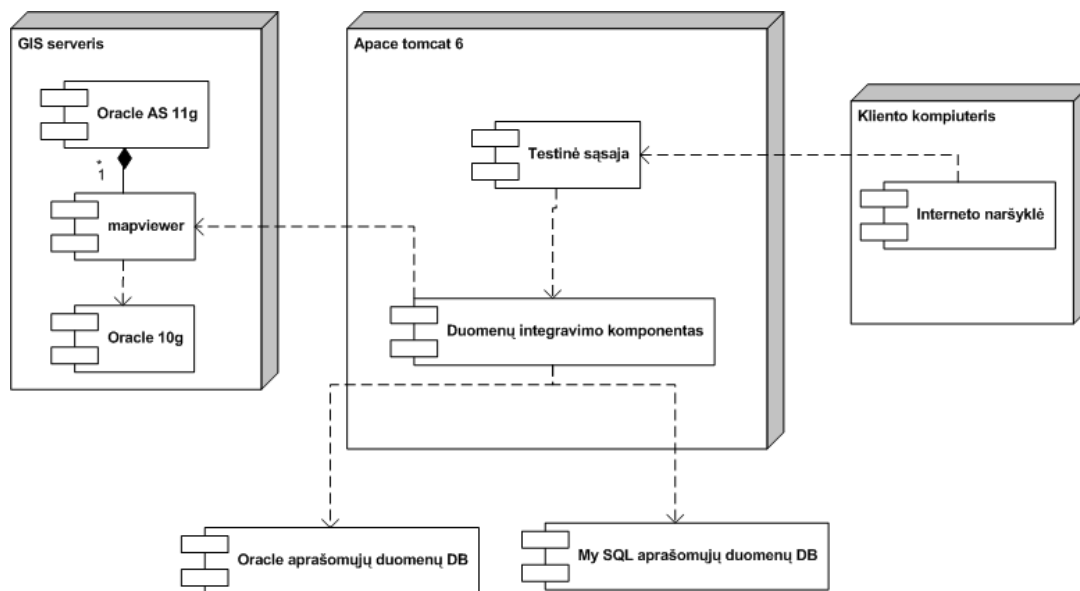 GIS serveris
Oracle AS 11g
*
1
mapviewer
Oracle 10g
Apace tomcat 6
Testinė sąsaja
Duomenų integravimo komponentas
Kliento kompiuteris
Interneto naršyklė
Oracle aprašomųjų duomenų DB
My SQL aprašomųjų duomenų DB